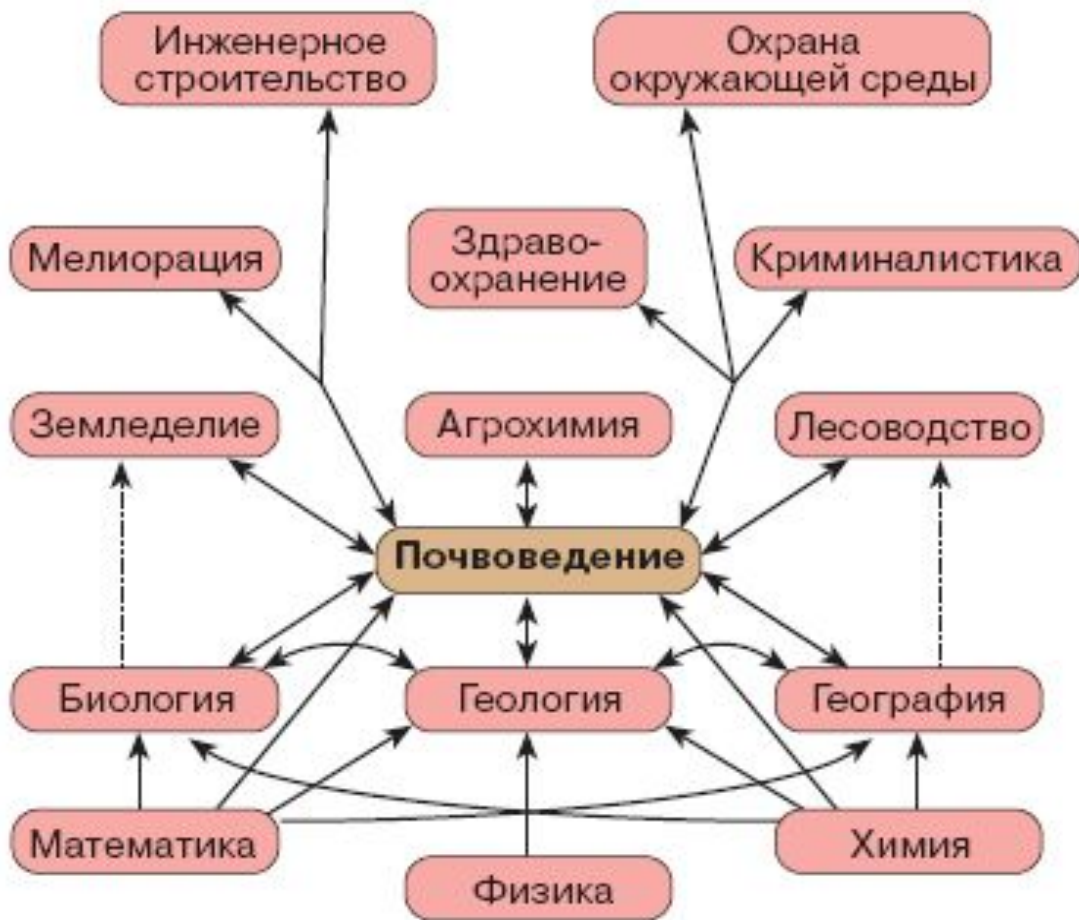 Инженерное
строительство
Охрана
окружающей среды
Мелиорация
Здраво-
охранение
Криминалистика
Земледелие
Агрохимия
Лесоводство
Почвоведение
Биология
Геология
География
Математика
Физика
Химия